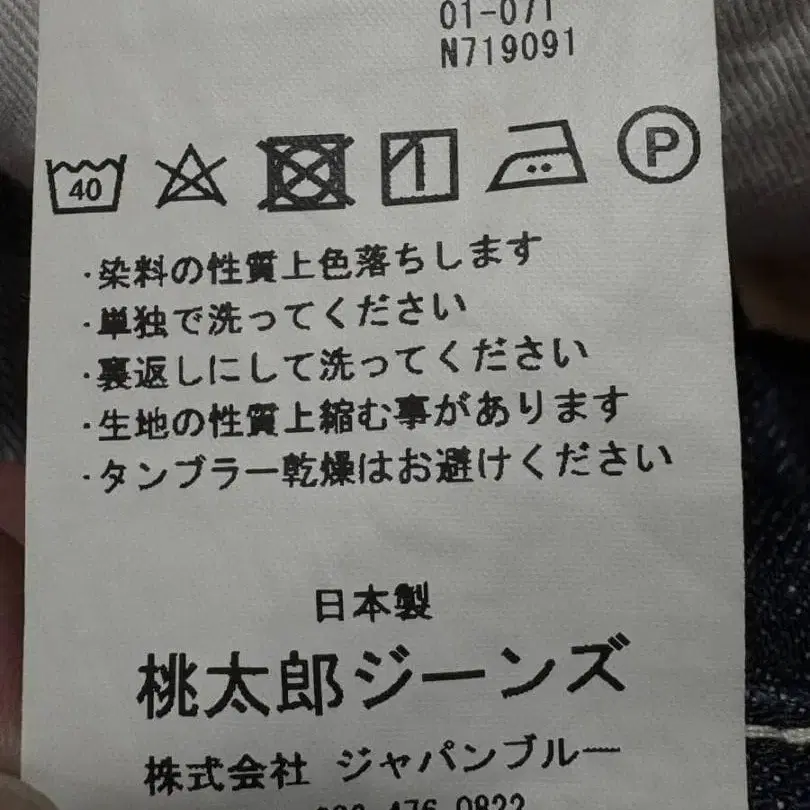 01-071
N719091
40
P
·染料の性質上色落ちします
·単独で洗ってください
·裏返しにして洗ってください
·生地の性質上縮む事があります
·タンブラー乾燥はお避けください
日本製
桃太郎ジーンズ
株式会社 ジャパンブルー
476-0822